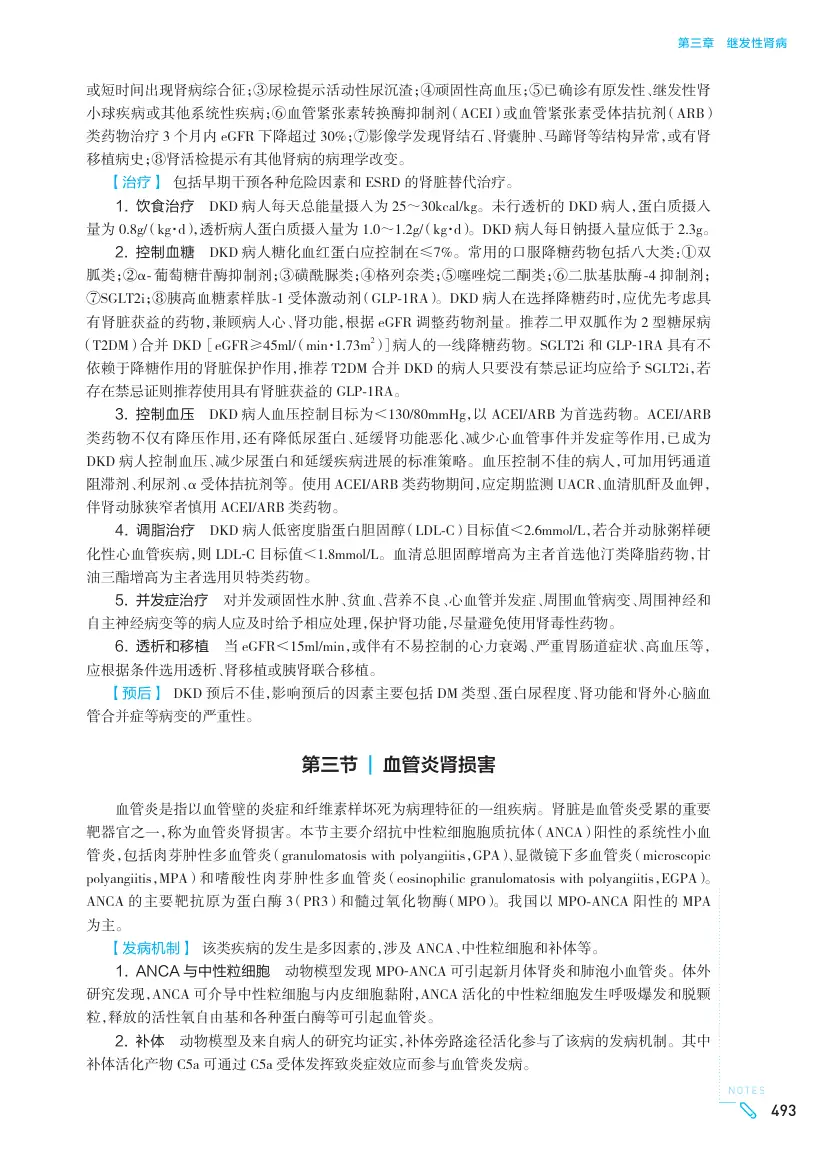 第三章 继发性肾病
或短时间出现肾病综合征;③尿检提示活动性尿沉渣;④顽固性高血压;⑤已确诊有原发性、继发性肾
小球疾病或其他系统性疾病;⑥血管紧张素转换酶抑制剂(ACEI)或血管紧张素受体拮抗剂(ARB)
类药物治疗 3 个月内 eGFR 下降超过 30%;⑦影像学发现肾结石、肾囊肿、马蹄肾等结构异常,或有肾
移植病史;⑧肾活检提示有其他肾病的病理学改变。
【治疗】 包括早期干预各种危险因素和 ESRD 的肾脏替代治疗。
1. 饮食治疗 DKD 病人每天总能量摄入为 25～30kcal/kg。未行透析的 DKD 病人,蛋白质摄入
量为 0.8g/(kg·d),透析病人蛋白质摄入量为 1.0～1.2g/(kg·d)。DKD 病人每日钠摄入量应低于 2.3g。
2. 控制血糖 DKD 病人糖化血红蛋白应控制在≤7%。常用的口服降糖药物包括八大类:①双
胍类;②α-葡萄糖苷酶抑制剂;③磺酰脲类;④格列奈类;⑤噻唑烷二酮类;⑥二肽基肽酶-4 抑制剂;
⑦SGLT2i;⑧胰高血糖素样肽-1 受体激动剂(GLP-1RA)。DKD 病人在选择降糖药时,应优先考虑具
有肾脏获益的药物,兼顾病人心、肾功能,根据 eGFR 调整药物剂量。推荐二甲双胍作为 2 型糖尿病
(T2DM)合并 DKD[eGFR≥45ml/(min·1.73m²)]病人的一线降糖药物。SGLT2i 和 GLP-1RA 具有不
依赖于降糖作用的肾脏保护作用,推荐 T2DM 合并 DKD 的病人只要没有禁忌证均应给予 SGLT2i,若
存在禁忌证则推荐使用具有肾脏获益的 GLP-1RA。
3. 控制血压 DKD 病人血压控制目标为＜130/80mmHg,以 ACEI/ARB 为首选药物。ACEI/ARB
类药物不仅有降压作用,还有降低尿蛋白、延缓肾功能恶化、减少心血管事件并发症等作用,已成为
DKD 病人控制血压、减少尿蛋白和延缓疾病进展的标准策略。血压控制不佳的病人,可加用钙通道
阻滞剂、利尿剂、α 受体拮抗剂等。使用 ACEI/ARB 类药物期间,应定期监测 UACR、血清肌酐及血钾,
伴肾动脉狭窄者慎用 ACEI/ARB 类药物。
4. 调脂治疗 DKD 病人低密度脂蛋白胆固醇(LDL-C)目标值＜2.6mmol/L,若合并动脉粥样硬
化性心血管疾病,则 LDL-C 目标值＜1.8mmol/L。血清总胆固醇增高为主者首选他汀类降脂药物,甘
油三酯增高为主者选用贝特类药物。
5. 并发症治疗 对并发顽固性水肿、贫血、营养不良、心血管并发症、周围血管病变、周围神经和
自主神经病变等的病人应及时给予相应处理,保护肾功能,尽量避免使用肾毒性药物。
6. 透析和移植 当 eGFR＜15ml/min,或伴有不易控制的心力衰竭、严重胃肠道症状、高血压等,
应根据条件选用透析、肾移植或胰肾联合移植。
【预后】 DKD 预后不佳,影响预后的因素主要包括 DM 类型、蛋白尿程度、肾功能和肾外心脑血
管合并症等病变的严重性。
第三节 | 血管炎肾损害
血管炎是指以血管壁的炎症和纤维素样坏死为病理特征的一组疾病。肾脏是血管炎受累的重要
靶器官之一,称为血管炎肾损害。本节主要介绍抗中性粒细胞胞质抗体(ANCA)阳性的系统性小血
管炎,包括肉芽肿性多血管炎(granulomatosis with polyangiitis,GPA)、显微镜下多血管炎(microscopic
polyangiitis,MPA)和嗜酸性肉芽肿性多血管炎(eosinophilic granulomatosis with polyangiitis,EGPA)。
ANCA 的主要靶抗原为蛋白酶 3(PR3)和髓过氧化物酶(MPO)。我国以 MPO-ANCA 阳性的 MPA
为主。
【发病机制】 该类疾病的发生是多因素的,涉及 ANCA、中性粒细胞和补体等。
1. ANCA 与中性粒细胞 动物模型发现 MPO-ANCA 可引起新月体肾炎和肺泡小血管炎。体外
研究发现,ANCA 可介导中性粒细胞与内皮细胞黏附,ANCA 活化的中性粒细胞发生呼吸爆发和脱颗
粒,释放的活性氧自由基和各种蛋白酶等可引起血管炎。
2. 补体 动物模型及来自病人的研究均证实,补体旁路途径活化参与了该病的发病机制。其中
补体活化产物 C5a 可通过 C5a 受体发挥致炎症效应而参与血管炎发病。
NOTES
493